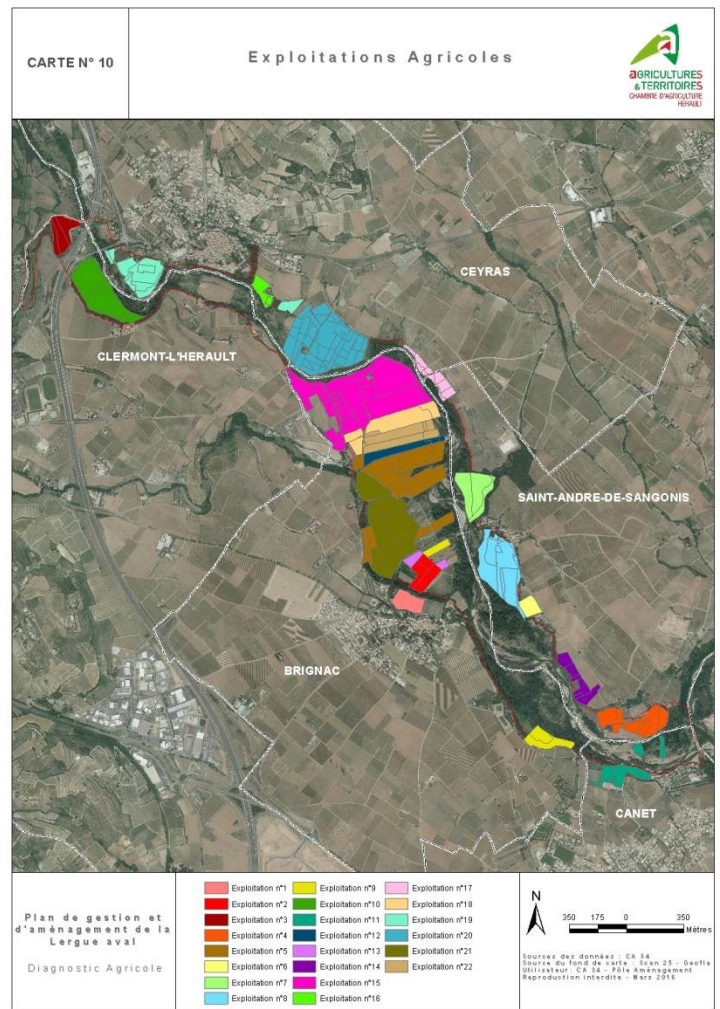 CARTE N° 10
Exploitations Agricoles
aGRICULTURES
& TERRITOIRES
CHAMBRE D'AGRICULTURE
HÉRAULT
CEYRAS
CLERMONT-L'HERAULT
SAINT-ANDRE-DE-SANGONIS
BRIGNAC
CANET
Plan de gestion et
d'aménagement de la
Lergue aval
Diagnostic Agricole
Exploitation n°1
Exploitation n°2
Exploitation n°3
Exploitation n°4
Exploitation n°5
Exploitation n°6
Exploitation n°7
Exploitation n°8
Exploitation n°9
Exploitation n°10
Exploitation n°11
Exploitation n°12
Exploitation n°13
Exploitation n°14
Exploitation n°15
Exploitation n°16
Exploitation n°17
Exploitation n°18
Exploitation n°19
Exploitation n°20
Exploitation n°21
Exploitation n°22
N
350 175 0 350
Mètres
Sources des données : CA 34
Source du fond de carte : Scan 25 - Geofla
Utilisateur : CA 34 - Pôle Aménagement
Reproduction interdite - Mars 2016